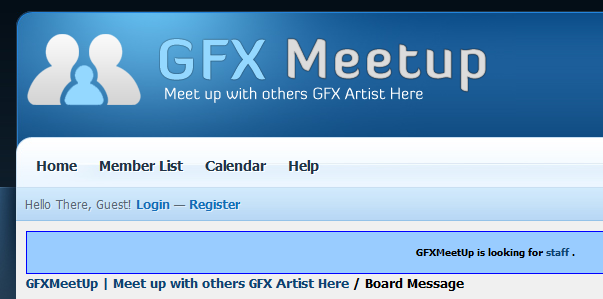 GFX Meetup
Meet up with others GFX Artist Here
Home Member List Calendar Help
Hello There, Guest! Login — Register
GFXMeetUp is looking for staff .
GFXMeetUp | Meet up with others GFX Artist Here / Board Message